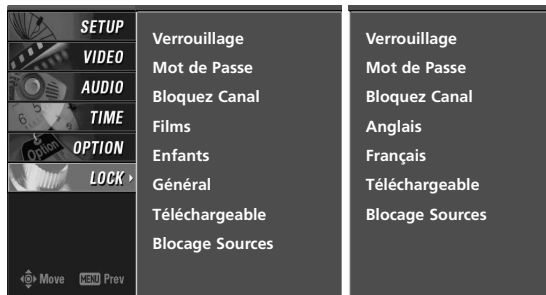 SETUP
VIDEO
AUDIO
TIME
OPTION
Option
LOCK
Move MENU Prev
Verrouillage
Mot de Passe
Bloquez Canal
Films
Enfants
Général
Téléchargeable
Blocage Sources
Verrouillage
Mot de Passe
Bloquez Canal
Anglais
Français
Téléchargeable
Blocage Sources